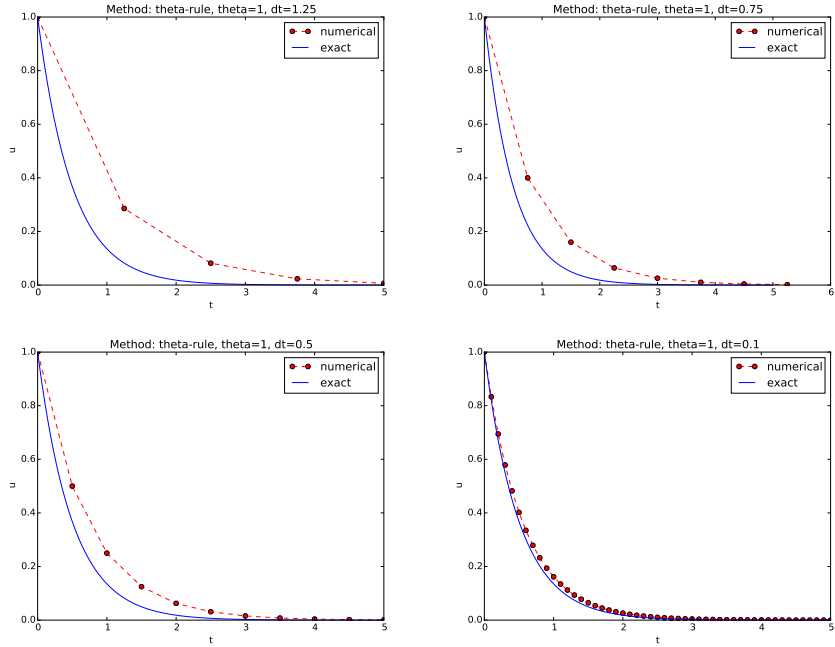 Method: theta-rule, theta=1, dt=1.25
numerical
exact
1.0
0.8
0.6
0.4
0.2
0.0
u
0 1 2 3 4 5
t
Method: theta-rule, theta=1, dt=0.75
numerical
exact
1.0
0.8
0.6
0.4
0.2
0.0
u
0 1 2 3 4 5 6
t
Method: theta-rule, theta=1, dt=0.5
numerical
exact
1.0
0.8
0.6
0.4
0.2
0.0
u
0 1 2 3 4 5
t
Method: theta-rule, theta=1, dt=0.1
numerical
exact
1.0
0.8
0.6
0.4
0.2
0.0
u
0 1 2 3 4 5
t